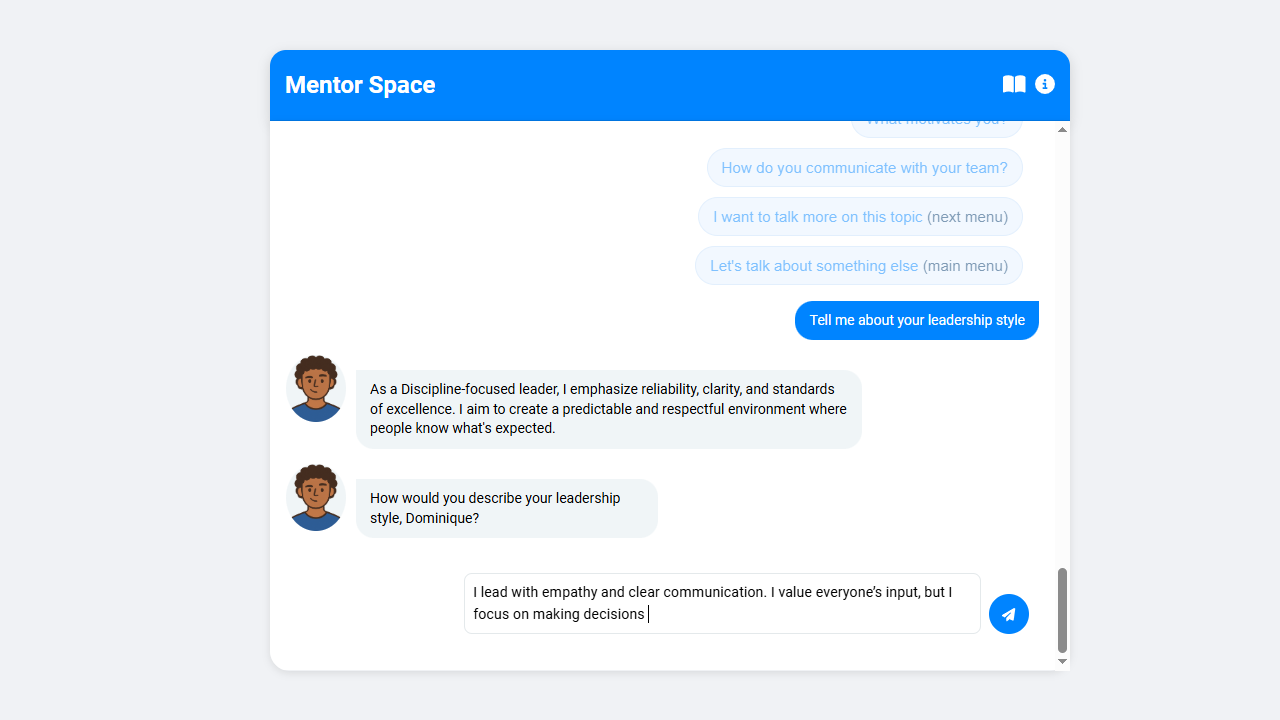 Mentor Space
What motivates you?
How do you communicate with your team?
I want to talk more on this topic (next menu)
Let's talk about something else (main menu)
Tell me about your leadership style
As a Discipline-focused leader, I emphasize reliability, clarity, and standards
of excellence. I aim to create a predictable and respectful environment where
people know what's expected.
How would you describe your leadership
style, Dominique?
I lead with empathy and clear communication. I value everyone’s input, but I
focus on making decisions